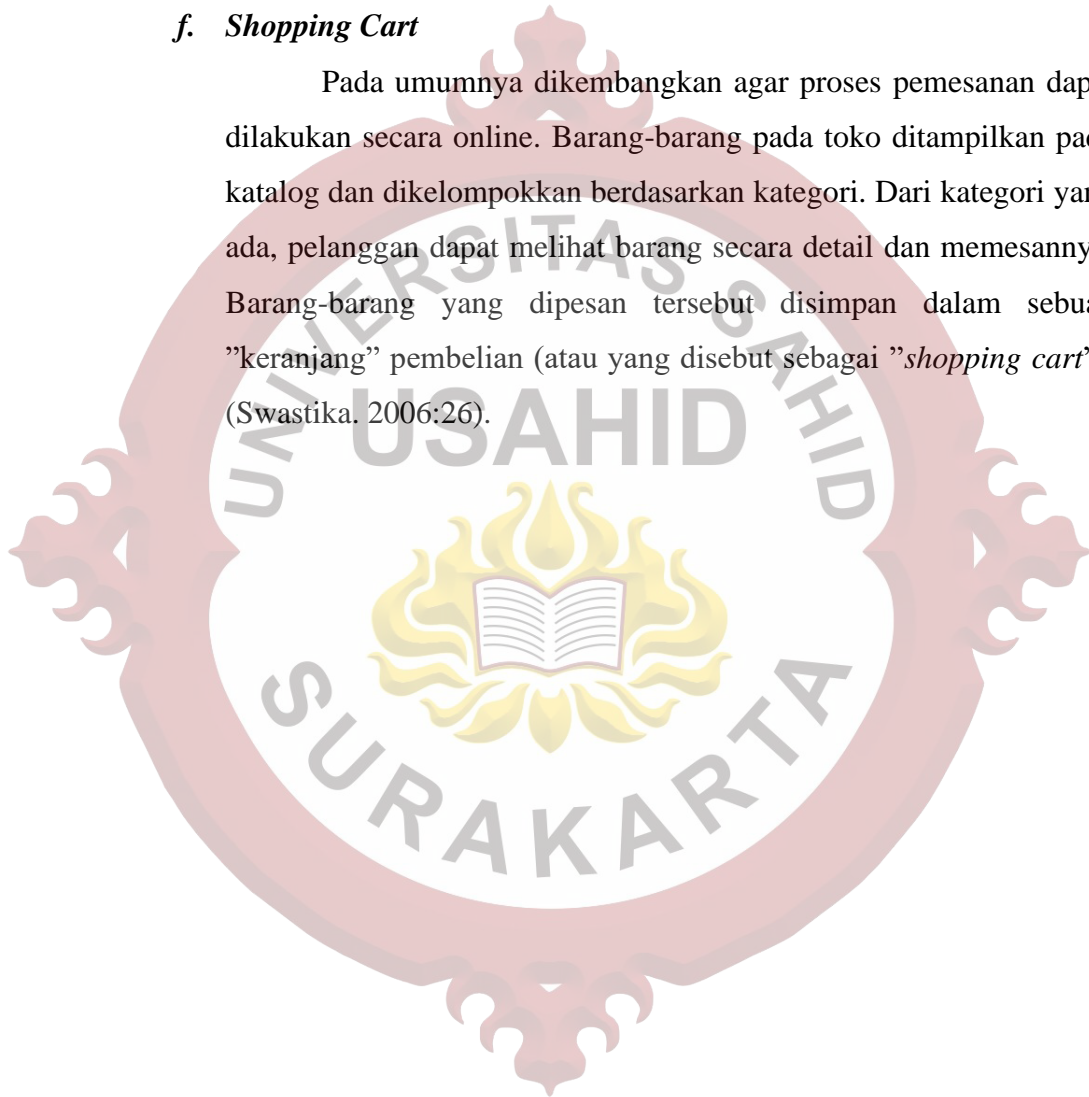 f. Shopping Cart
Pada umumnya dikembangkan agar proses pemesanan dap
dilakukan secara online. Barang-barang pada toko ditampilkan pad
katalog dan dikelompokkan berdasarkan kategori. Dari kategori yan
ada, pelanggan dapat melihat barang secara detail dan memesanny
Barang-barang yang dipesan tersebut disimpan dalam sebua
”keranjang” pembelian (atau yang disebut sebagai ”shopping cart”
(Swastika. 2006:26).
UNIVERSITAS SAHID
USAHID
SURAKARTA